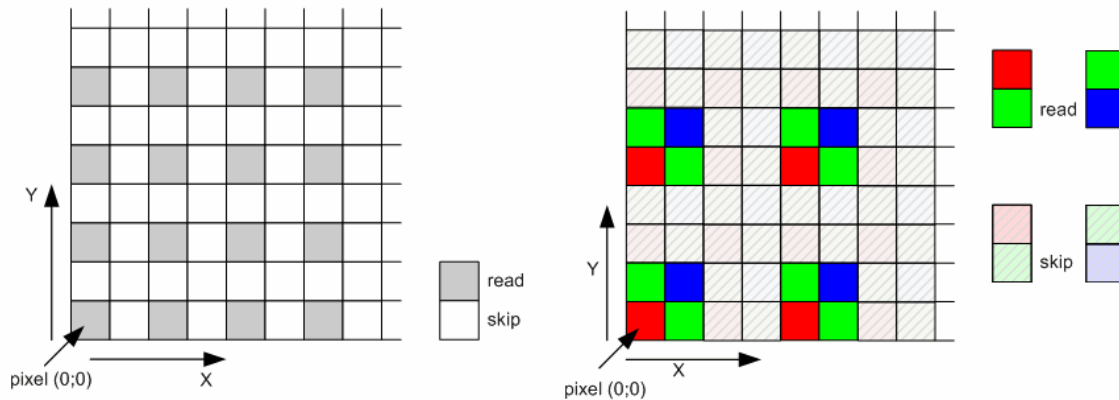 Y
read
skip
X
pixel (0;0)
read
skip
Y
X
pixel (0;0)